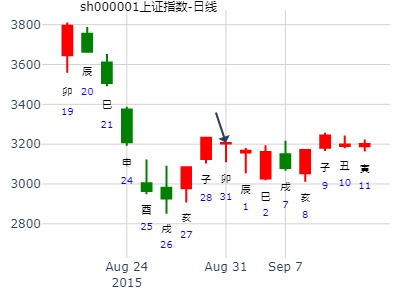 sh000001上证指数-日线
3800
3600
3400
3200
3000
2800
卯
19
辰
20
巳
21
申
24
酉
25
戌
26
亥
27
子
28
卯
31
辰
1
巳
2
戌
7
亥
8
子
9
丑
10
寅
11
Aug 24
2015
Aug 31
Sep 7